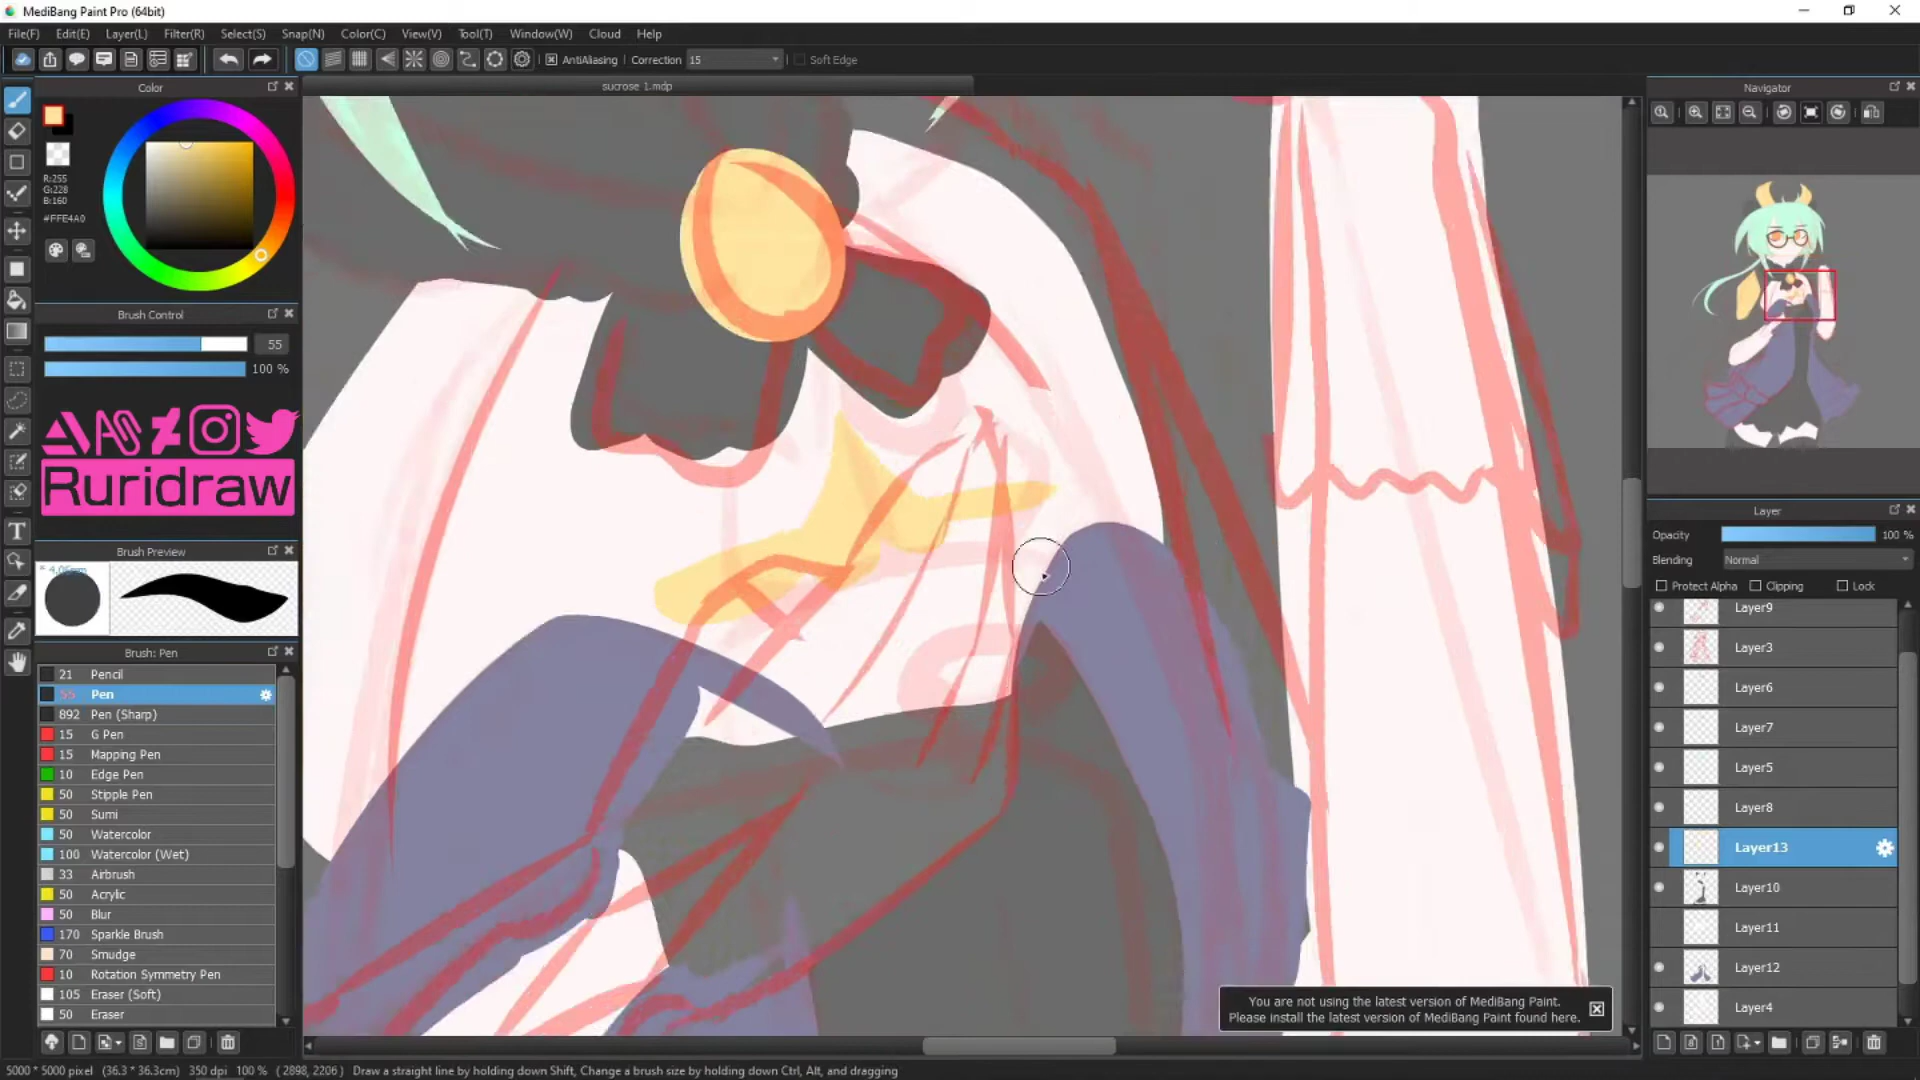 MediBang Paint Pro (64bit)
File(F) Edit(E) Layer(L) Filter(R) Select(S) Snap(N) Color(C) View(V) Tool(T) Window(W) Cloud Help
AntiAliasing Correction 15 Soft Edge
Color
sucrose 1.mdp
Navigator
R:255
G:228
B:160
#FFE4A0
Brush Control
55
100 %
Ruridraw
Brush Preview
4.06mm
Brush: Pen
21 Pencil
55 Pen
892 Pen (Sharp)
15 G Pen
15 Mapping Pen
10 Edge Pen
50 Stipple Pen
50 Sumi
50 Watercolor
100 Watercolor (Wet)
33 Airbrush
50 Acrylic
50 Blur
170 Sparkle Brush
70 Smudge
10 Rotation Symmetry Pen
105 Eraser (Soft)
50 Eraser
Layer
Opacity 100 %
Blending Normal
Protect Alpha Clipping Lock
Layer9
Layer3
Layer6
Layer7
Layer5
Layer8
Layer13
Layer10
Layer11
Layer12
Layer4
You are not using the latest version of MediBang Paint.
Please install the latest version of MediBang Paint found here.
5000 * 5000 pixel (36.3 * 36.3cm) 350 dpi 100 % ( 2898, 2206 ) Draw a straight line by holding down Shift, Change a brush size by holding down Ctrl, Alt, and dragging